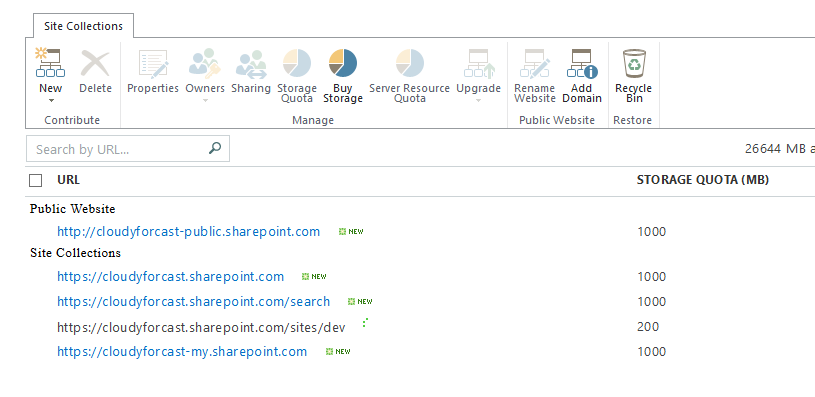 Site Collections
New Delete Properties Owners Sharing Storage Quota Buy Storage Server Resource Quota Upgrade Rename Website Add Domain Recycle Bin
Contribute Manage Public Website Restore
Search by URL... 26644 MB a
URL STORAGE QUOTA (MB)
Public Website
http://cloudyforcast-public.sharepoint.com NEW 1000
Site Collections
https://cloudyforcast.sharepoint.com NEW 1000
https://cloudyforcast.sharepoint.com/search NEW 1000
https://cloudyforcast.sharepoint.com/sites/dev 200
https://cloudyforcast-my.sharepoint.com NEW 1000